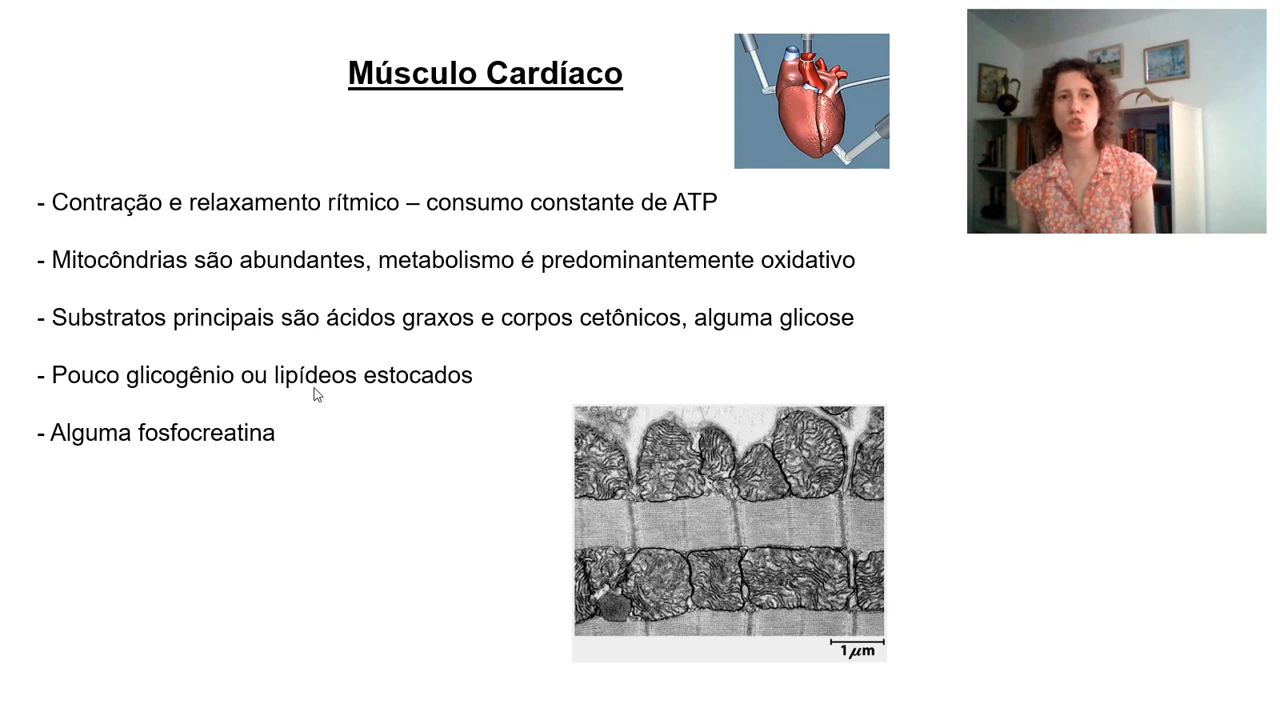 Músculo Cardíaco
- Contração e relaxamento rítmico – consumo constante de ATP
- Mitocôndrias são abundantes, metabolismo é predominantemente oxidativo
- Substratos principais são ácidos graxos e corpos cetônicos, alguma glicose
- Pouco glicogênio ou lipídeos estocados
- Alguma fosfocreatina
1 μm